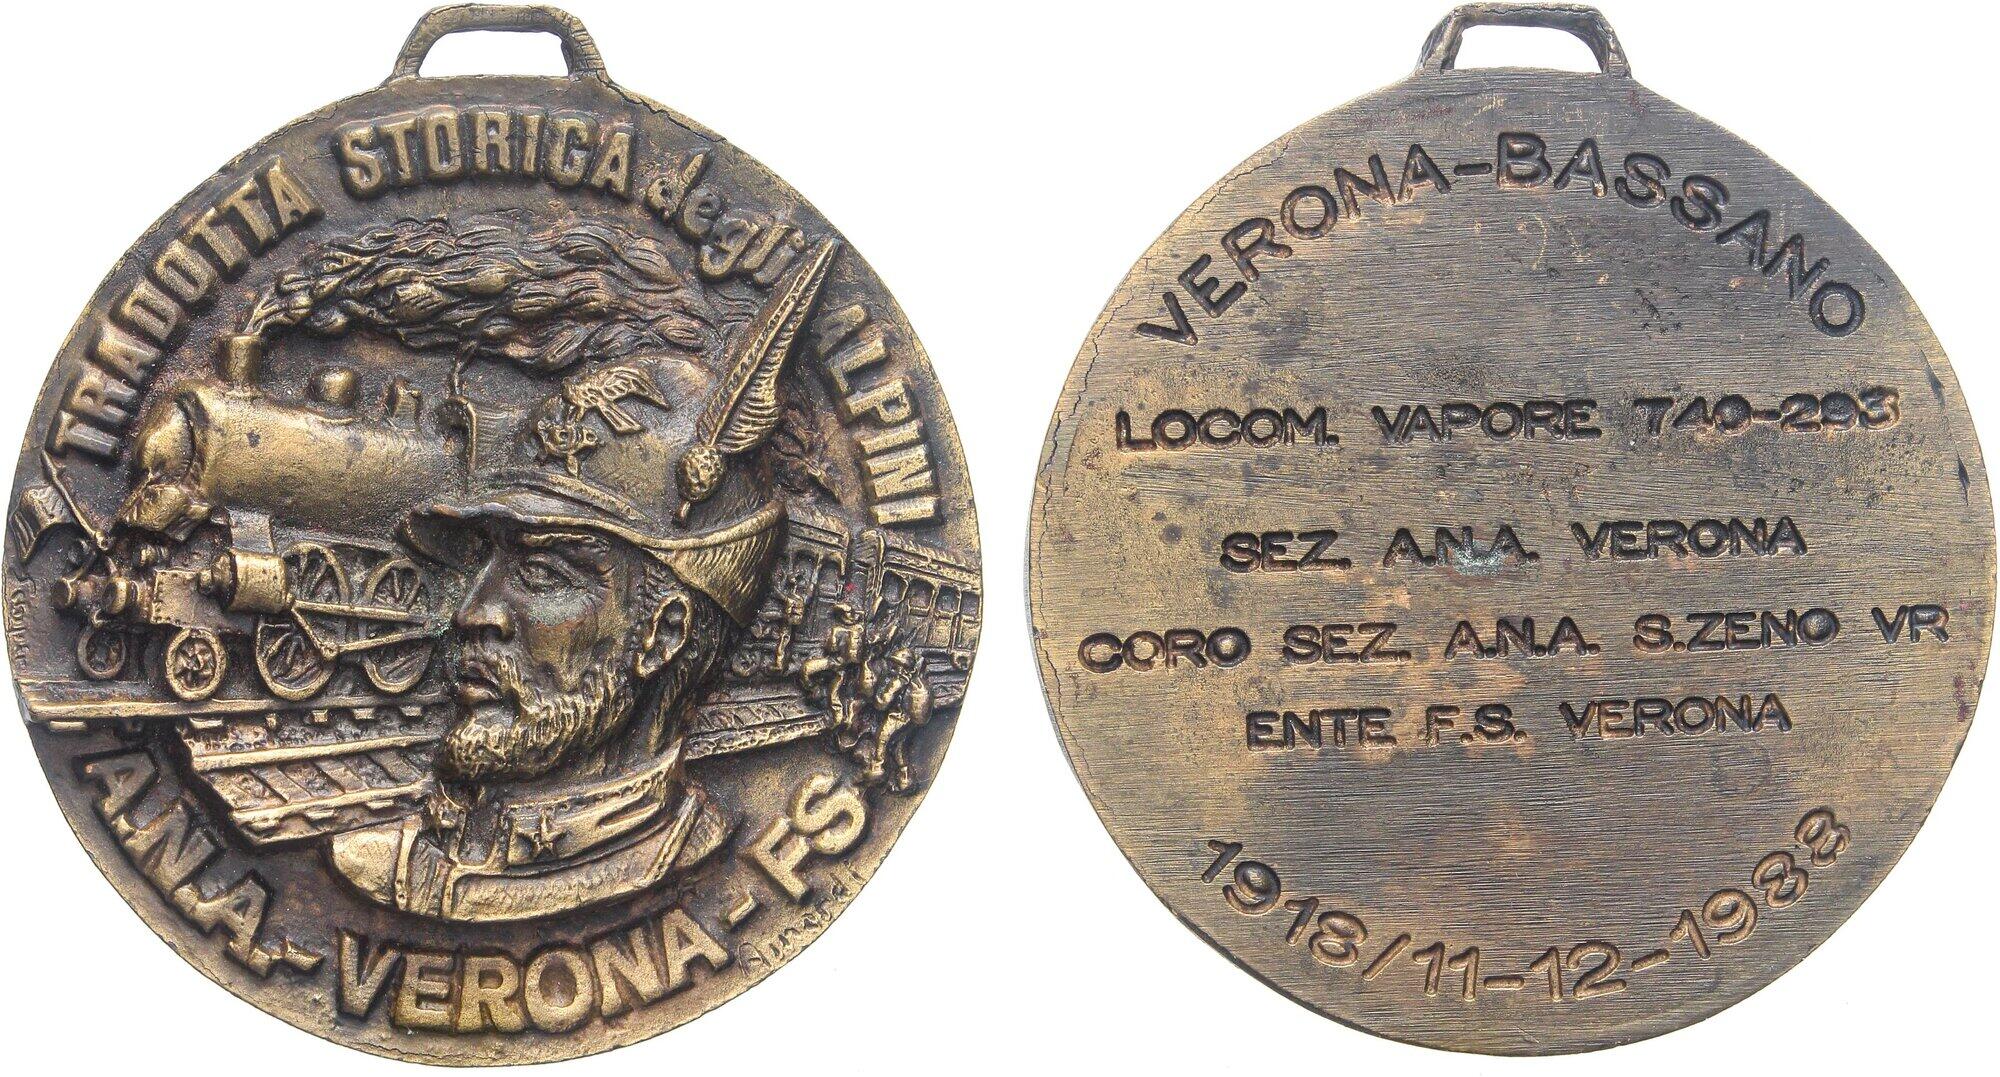 TRADOTTA STORICA degli ALPINI
A.N.A.-VERONA-FS
VERONA-BASSANO
LOCOM. VAPORE 740-293
SEZ. A.N.A. VERONA
CORO SEZ. A.N.A. S.ZENO VR
ENTE F.S. VERONA
1918/11-12-1988